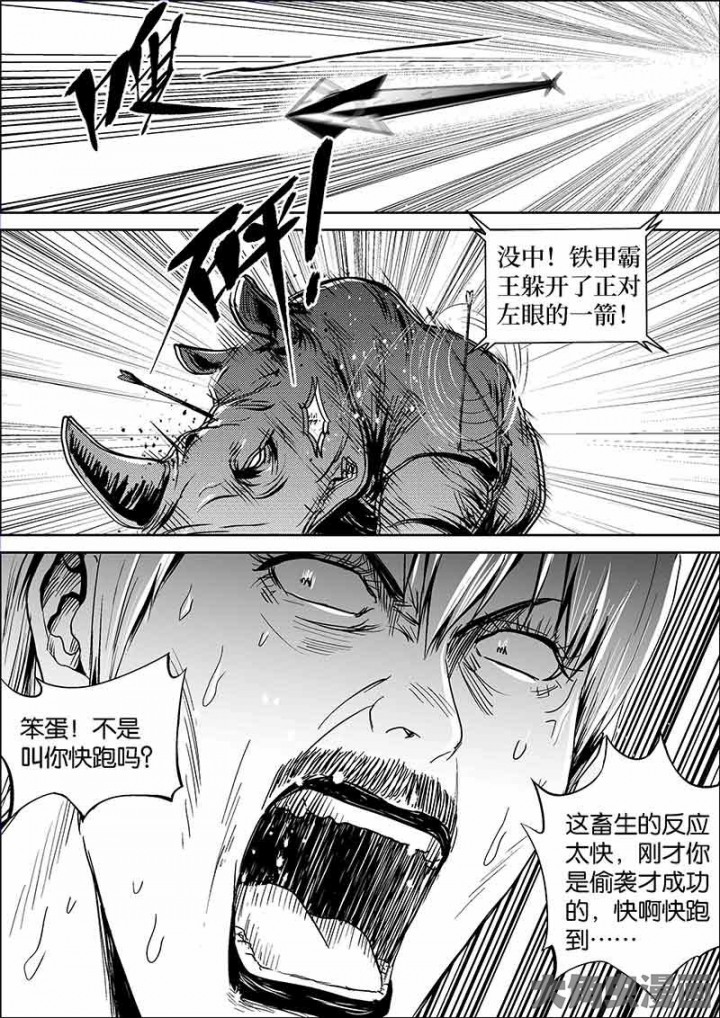 嗖
砰！
没中！铁甲霸
王躲开了正对
左眼的一箭！
笨蛋！不是
叫你快跑吗？
这畜生的反应
太快，刚才你
是偷袭才成功
的，快啊快跑
到……